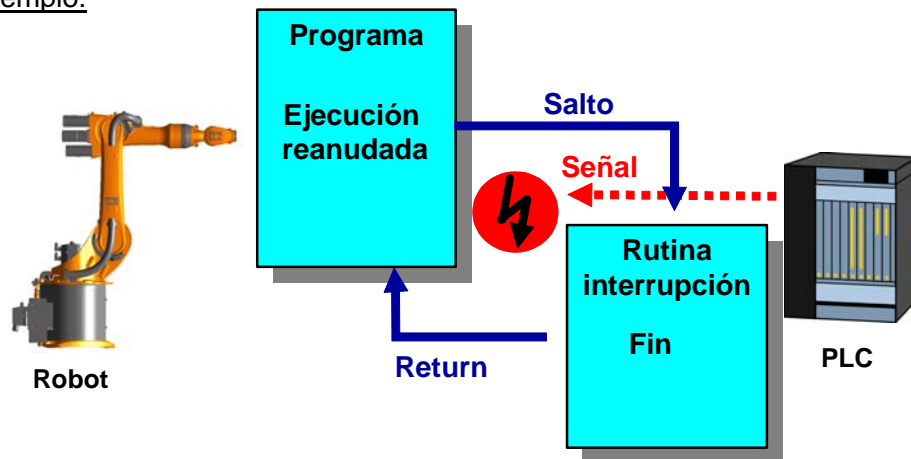 Programa
Ejecución
reanudada
Salto
Señal
Rutina
interrupción
Fin
Return
Robot
PLC